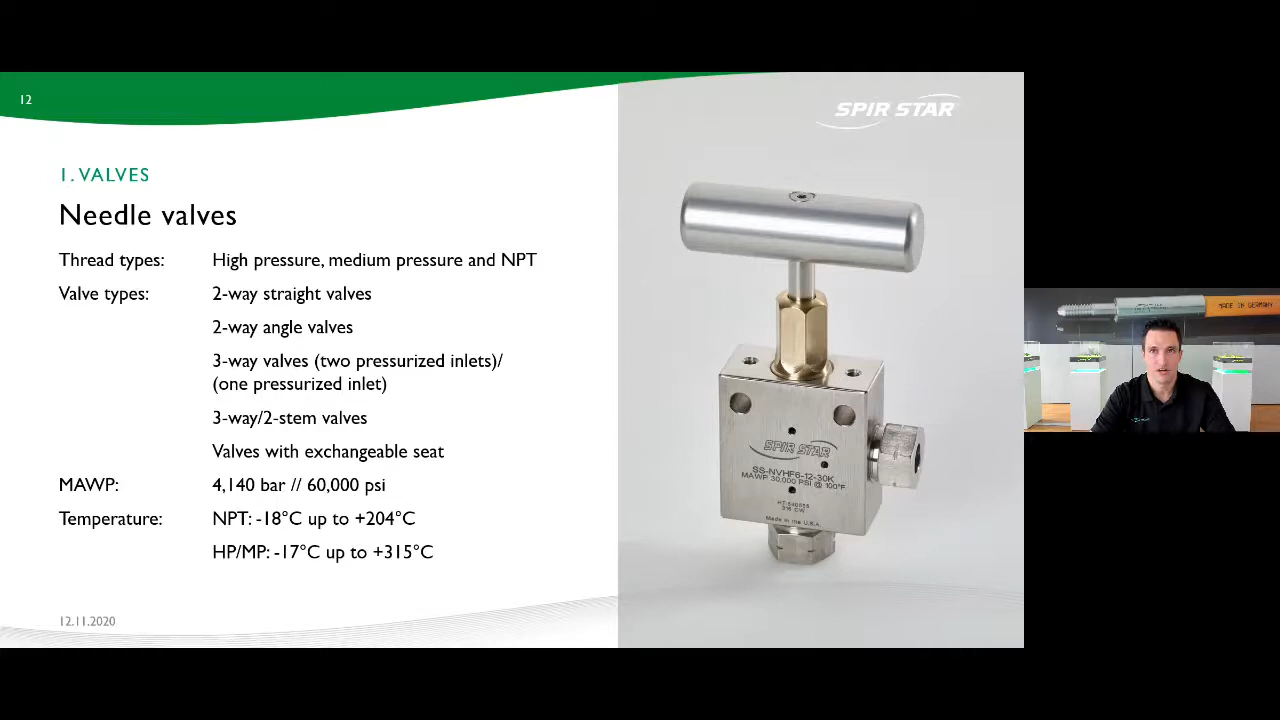 12
SPIR STAR
1. VALVES
Needle valves
Thread types: High pressure, medium pressure and NPT
Valve types: 2-way straight valves
2-way angle valves
3-way valves (two pressurized inlets)/
(one pressurized inlet)
3-way/2-stem valves
Valves with exchangeable seat
MAWP: 4,140 bar // 60,000 psi
Temperature: NPT: -18°C up to +204°C
HP/MP: -17°C up to +315°C
12.11.2020
SPIR STAR
SS-NVHF6-12-30K
MAWP 30,000 PSI @ 100°F
316 CW
Made in the U.S.A.
MADE IN GERMANY